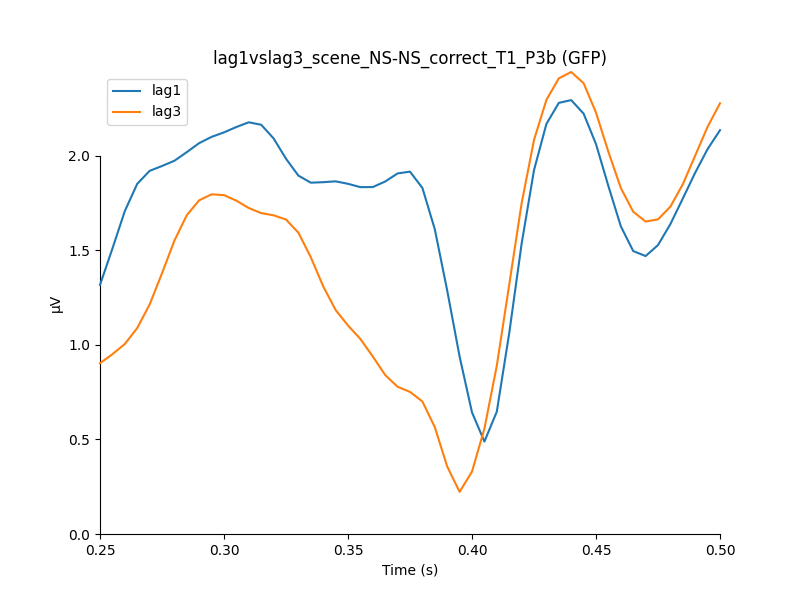 lag1vslag3_scene_NS-NS_correct_T1_P3b (GFP)
lag1
lag3
2.0
1.5
1.0
0.5
0.0
µV
0.25
0.30
0.35
0.40
0.45
0.50
Time (s)